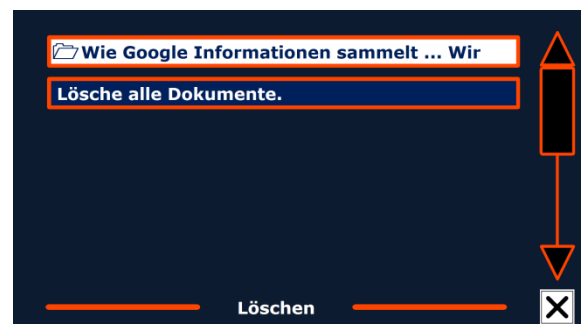 Wie Google Informationen sammelt ... Wir
Lösche alle Dokumente.
Löschen